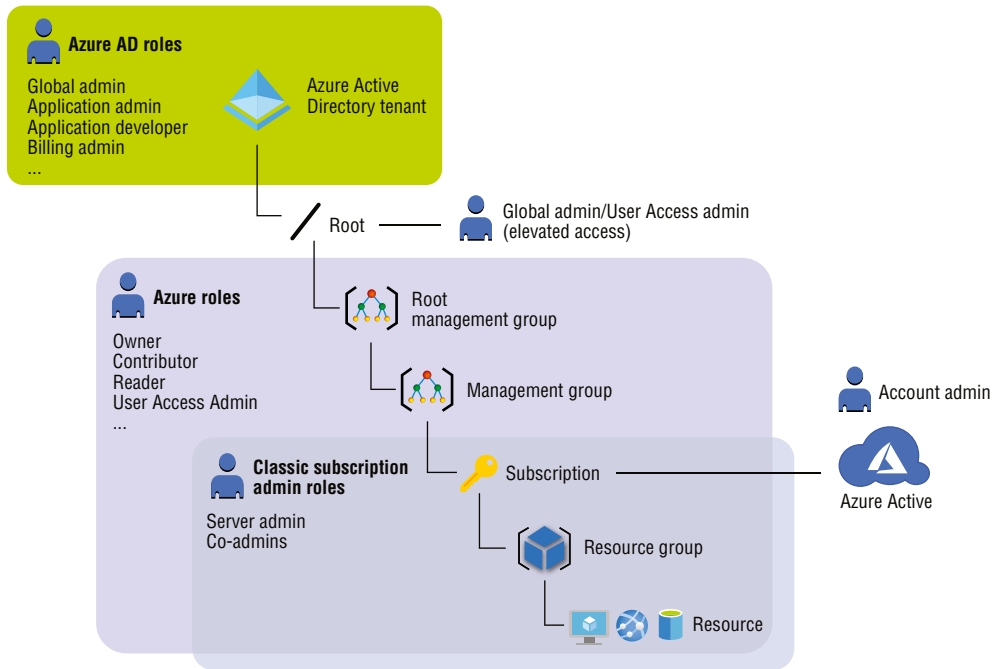 Azure AD roles
Global admin
Application admin
Application developer
Billing admin
...
Azure Active
Directory tenant
Root
Global admin/User Access admin
(elevated access)
Azure roles
Owner
Contributor
Reader
User Access Admin
...
Root
management group
Management group
Account admin
Azure Active
Classic subscription
admin roles
Server admin
Co-admins
Subscription
Resource group
Resource